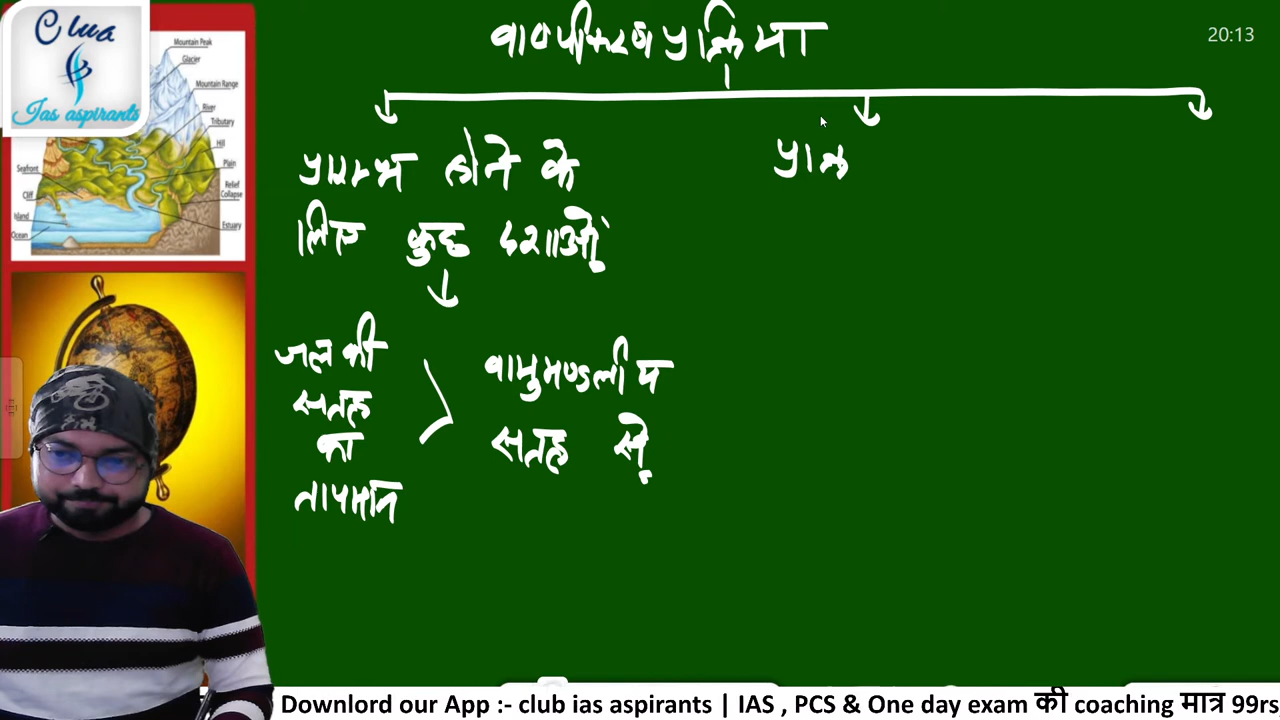 Clua
Ias aspirants
Mountain Peak
Glacier
Mountain Range
River
Tributary
Hill
Plain
Relief
Collapse
Estuary
Seafront
Cliff
Island
Ocean
20:13
वाष्पीकरण प्रक्रिया
प्रारम्भ होने के
लिए कुछ दशाओं
जल की
सतह
का
तापमान
>
वायुमण्डलीय
सतह से
Downlord our App :- club ias aspirants | IAS , PCS & One day exam की coaching मात्र 99rs